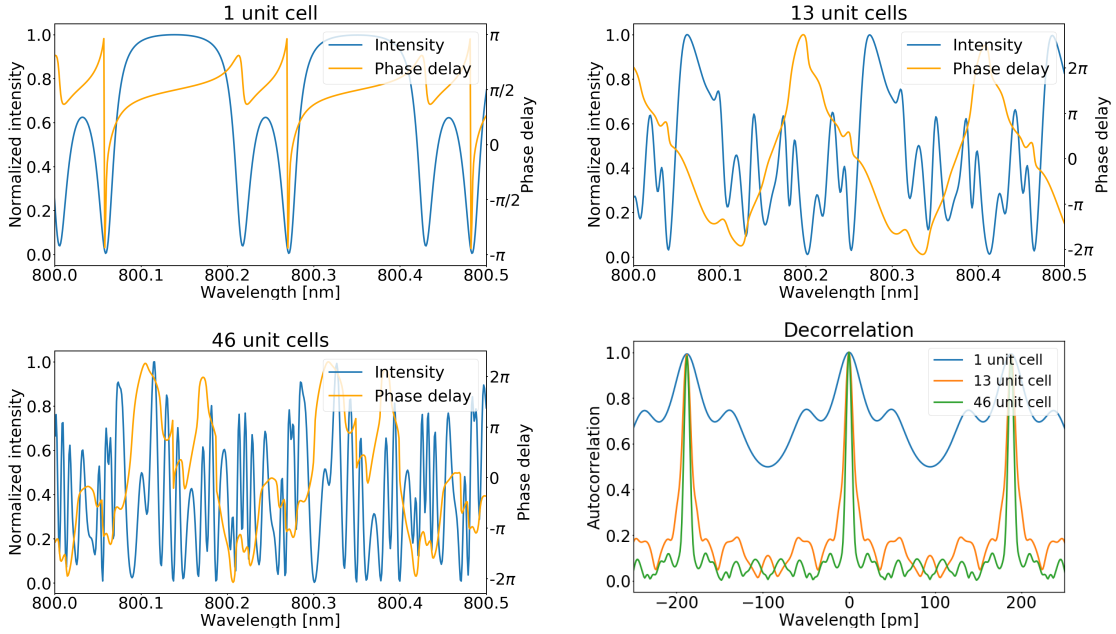 1 unit cell
Normalized intensity
1.0
0.8
0.6
0.4
0.2
0.0
Intensity
Phase delay
π
π/2
0
-π/2
-π
Phase delay
800.0 800.1 800.2 800.3 800.4 800.5
Wavelength [nm]
13 unit cells
Normalized intensity
1.0
0.8
0.6
0.4
0.2
0.0
Intensity
Phase delay
2π
π
0
-π
-2π
Phase delay
800.0 800.1 800.2 800.3 800.4 800.5
Wavelength [nm]
46 unit cells
Normalized intensity
1.0
0.8
0.6
0.4
0.2
0.0
Intensity
Phase delay
2π
π
0
-π
-2π
Phase delay
800.0 800.1 800.2 800.3 800.4 800.5
Wavelength [nm]
Decorrelation
Autocorrelation
1.0
0.8
0.6
0.4
0.2
0.0
1 unit cell
13 unit cell
46 unit cell
−200 −100 0 100 200
Wavelength [pm]